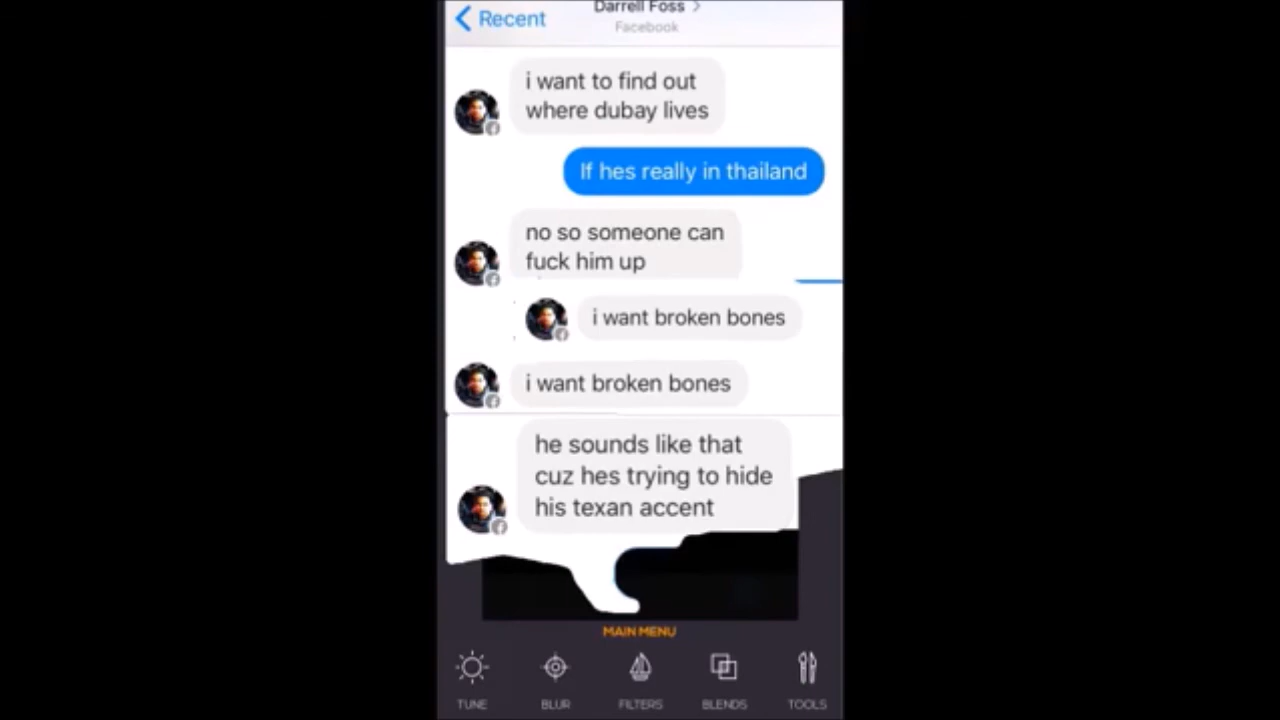 Darrell Foss
Recent
Facebook
i want to find out
where dubay lives
If hes really in thailand
no so someone can
fuck him up
i want broken bones
i want broken bones
he sounds like that
cuz hes trying to hide
his texan accent
MAIN MENU
TUNE
BLUR
FILTERS
BLENDS
TOOLS